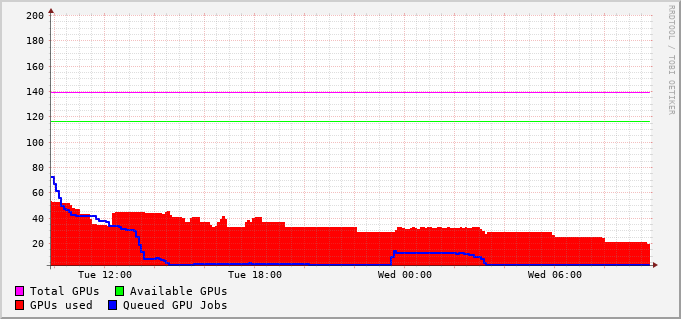 200
180
160
140
120
100
80
60
40
20
Tue 12:00 Tue 18:00 Wed 00:00 Wed 06:00
Total GPUs Available GPUs
GPUs used Queued GPU Jobs
RRDTOOL / TOBI OETIKER